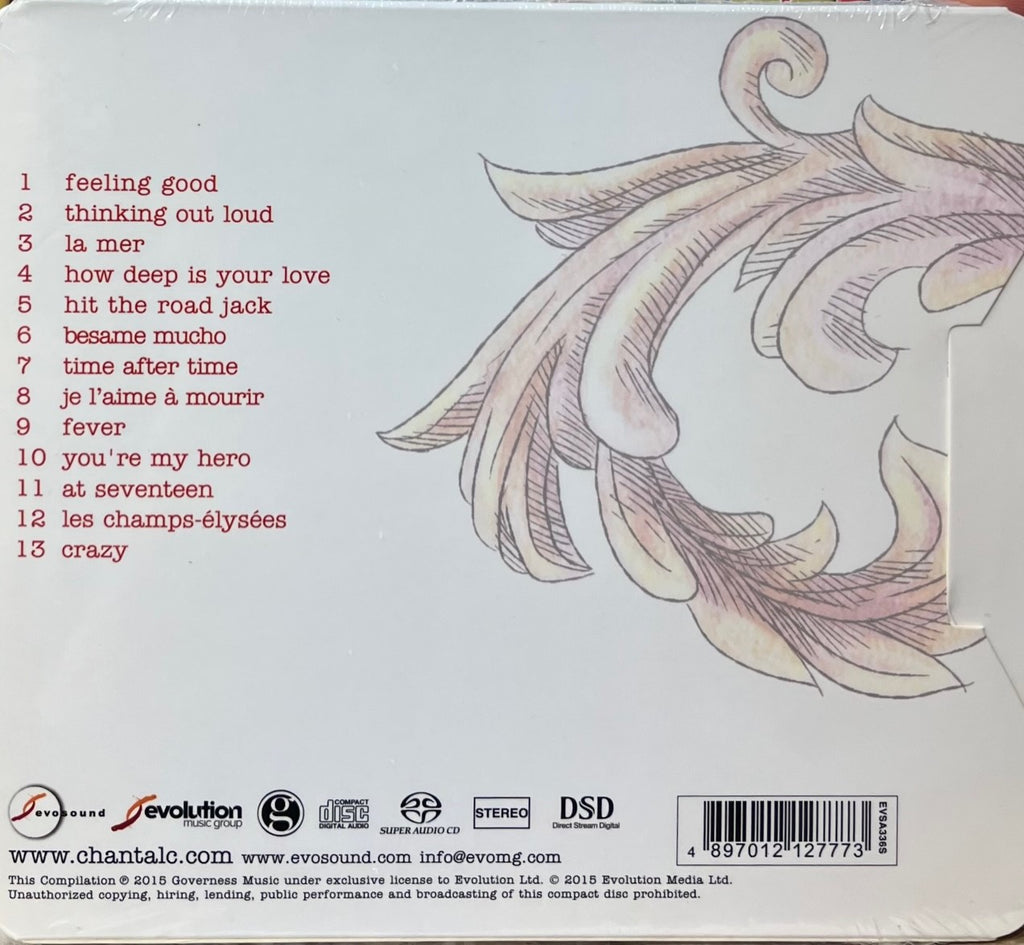 1 feeling good
2 thinking out loud
3 la mer
4 how deep is your love
5 hit the road jack
6 besame mucho
7 time after time
8 je l'aime à mourir
9 fever
10 you're my hero
11 at seventeen
12 les champs-élysées
13 crazy
evosound
evolution
music group
g
COMPACT
disc
DIGITAL AUDIO
SUPER AUDIO CD
STEREO
DSD
Direct Stream Digital
4 897012 127773
EVSA336S
www.chantalc.com www.evosound.com info@evomg.com
This Compilation ℗ 2015 Governess Music under exclusive license to Evolution Ltd. © 2015 Evolution Media Ltd.
Unauthorized copying, hiring, lending, public performance and broadcasting of this compact disc prohibited.